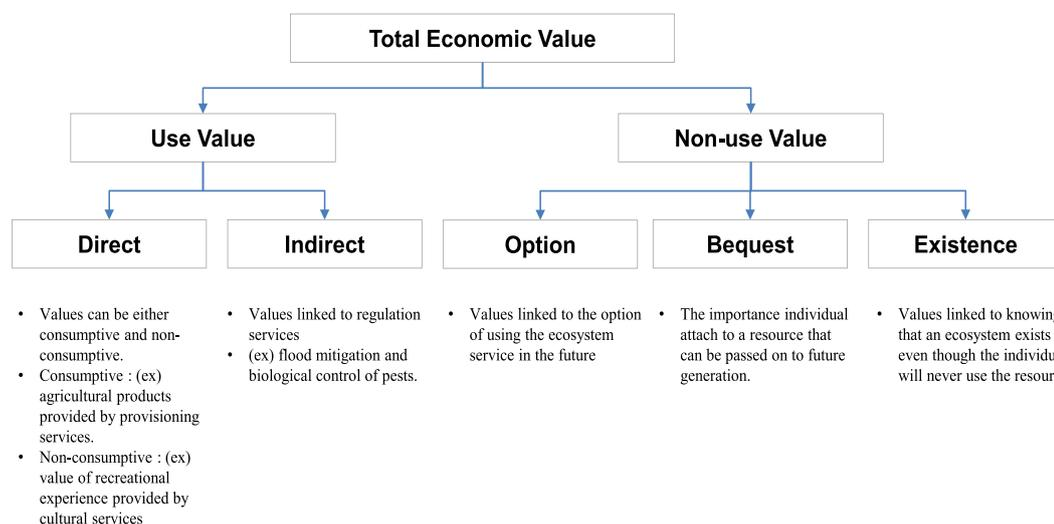 Total Economic Value
Use Value
Non-use Value
Direct
Indirect
Option
Bequest
Existence
• Values can be either
consumptive and non-
consumptive.
• Consumptive : (ex)
agricultural products
provided by provisioning
services.
• Non-consumptive : (ex)
value of recreational
experience provided by
cultural services
• Values linked to regulation
services
• (ex) flood mitigation and
biological control of pests.
• Values linked to the option
of using the ecosystem
service in the future
• The importance individual
attach to a resource that
can be passed on to future
generation.
• Values linked to
that an ecosystem exists
even though the
will never use the